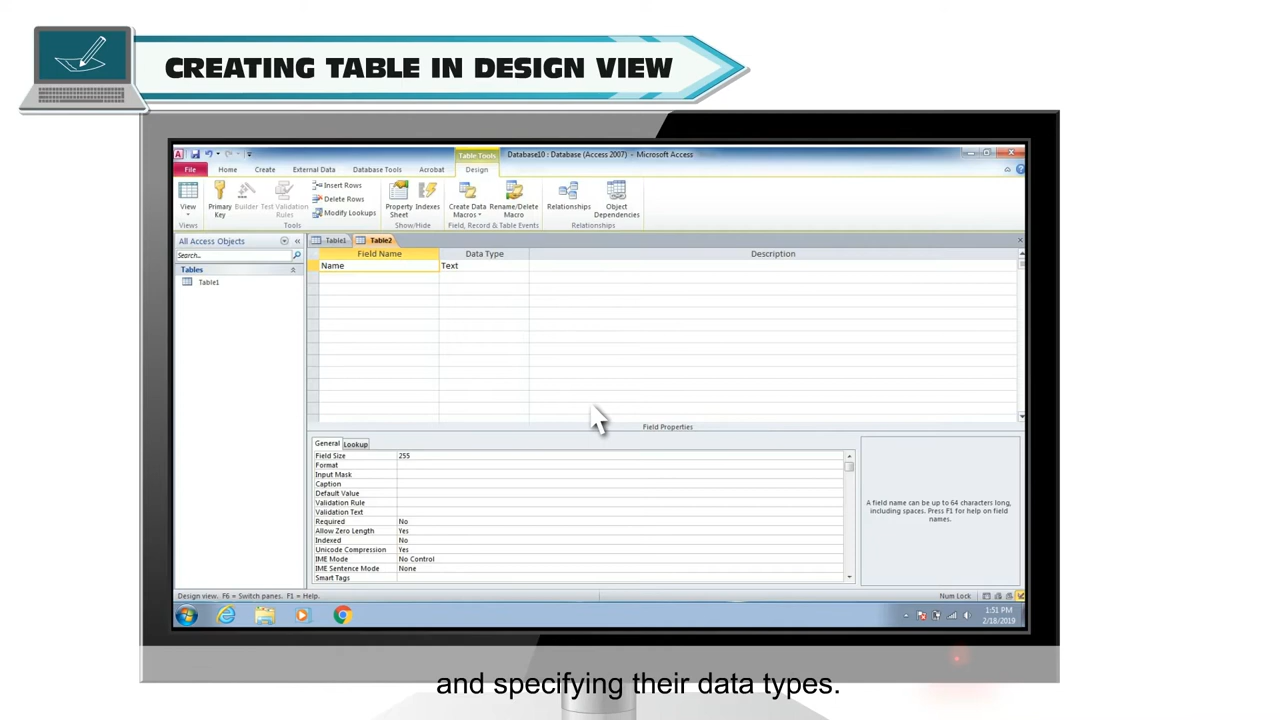 CREATING TABLE IN DESIGN VIEW
Table Tools
Database10 : Database (Access 2007) – Microsoft Access
File Home Create External Data Database Tools Acrobat Design
View
Primary Key
Builder
Test Validation Rules
Insert Rows
Delete Rows
Modify Lookups
Property Sheet
Indexes
Create Data Macros
Rename/Delete Macro
Relationships
Object Dependencies
Views Tools Show/Hide Field, Record & Table Events Relationships
All Access Objects
Table1 Table2
Search...
Field Name Data Type Description
Name Text
Tables
Table1
Field Properties
General Lookup
Field Size 255
Format
Input Mask
Caption
Default Value
Validation Rule
Validation Text
Required No
Allow Zero Length Yes
Indexed No
Unicode Compression Yes
IME Mode No Control
IME Sentence Mode None
Smart Tags
A field name can be up to 64 characters long,
including spaces. Press F1 for help on field
names.
Design view. F6 = Switch panes. F1 = Help.
Num Lock
1:51 PM
2/18/2019
and specifying their data types.